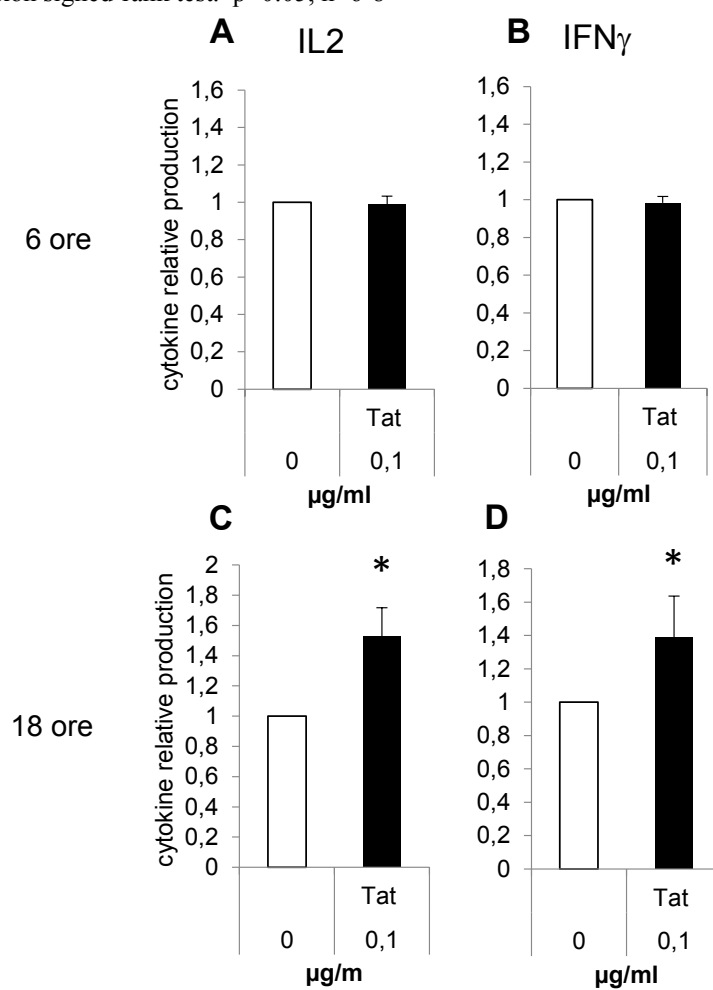 signed test.
A
IL2
B
IFNγ
6 ore
cytokine relative production
1,6
1,4
1,2
1
0,8
0,6
0,4
0,2
0
Tat
0
0,1
µg/ml
1,6
1,4
1,2
1
0,8
0,6
0,4
0,2
0
Tat
0
0,1
µg/ml
C
D
18 ore
cytokine relative production
2
1,8
1,6
1,4
1,2
1
0,8
0,6
0,4
0,2
0
*
Tat
0
0,1
µg/m
1,8
1,6
1,4
1,2
1
0,8
0,6
0,4
0,2
0
*
Tat
0
0,1
µg/ml